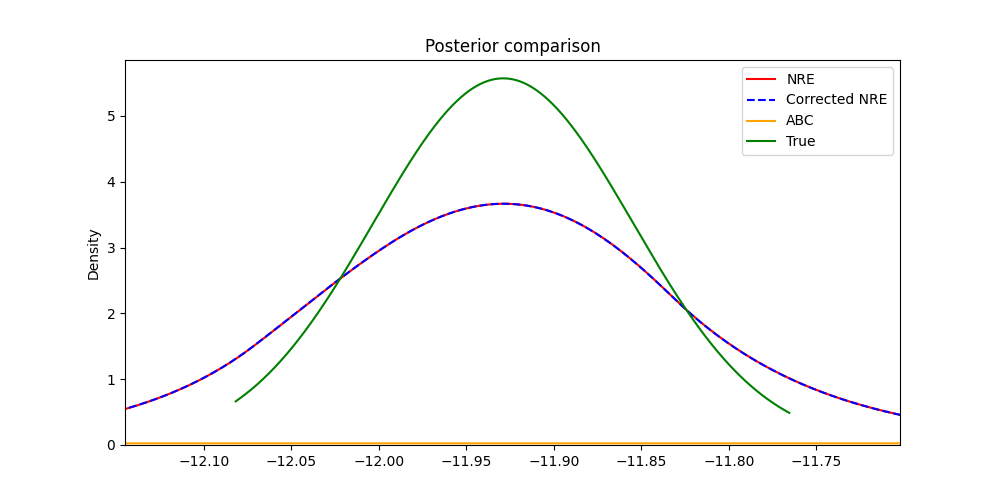 Posterior comparison
NRE
Corrected NRE
ABC
True
Density
5
4
3
2
1
0
−12.10 −12.05 −12.00 −11.95 −11.90 −11.85 −11.80 −11.75